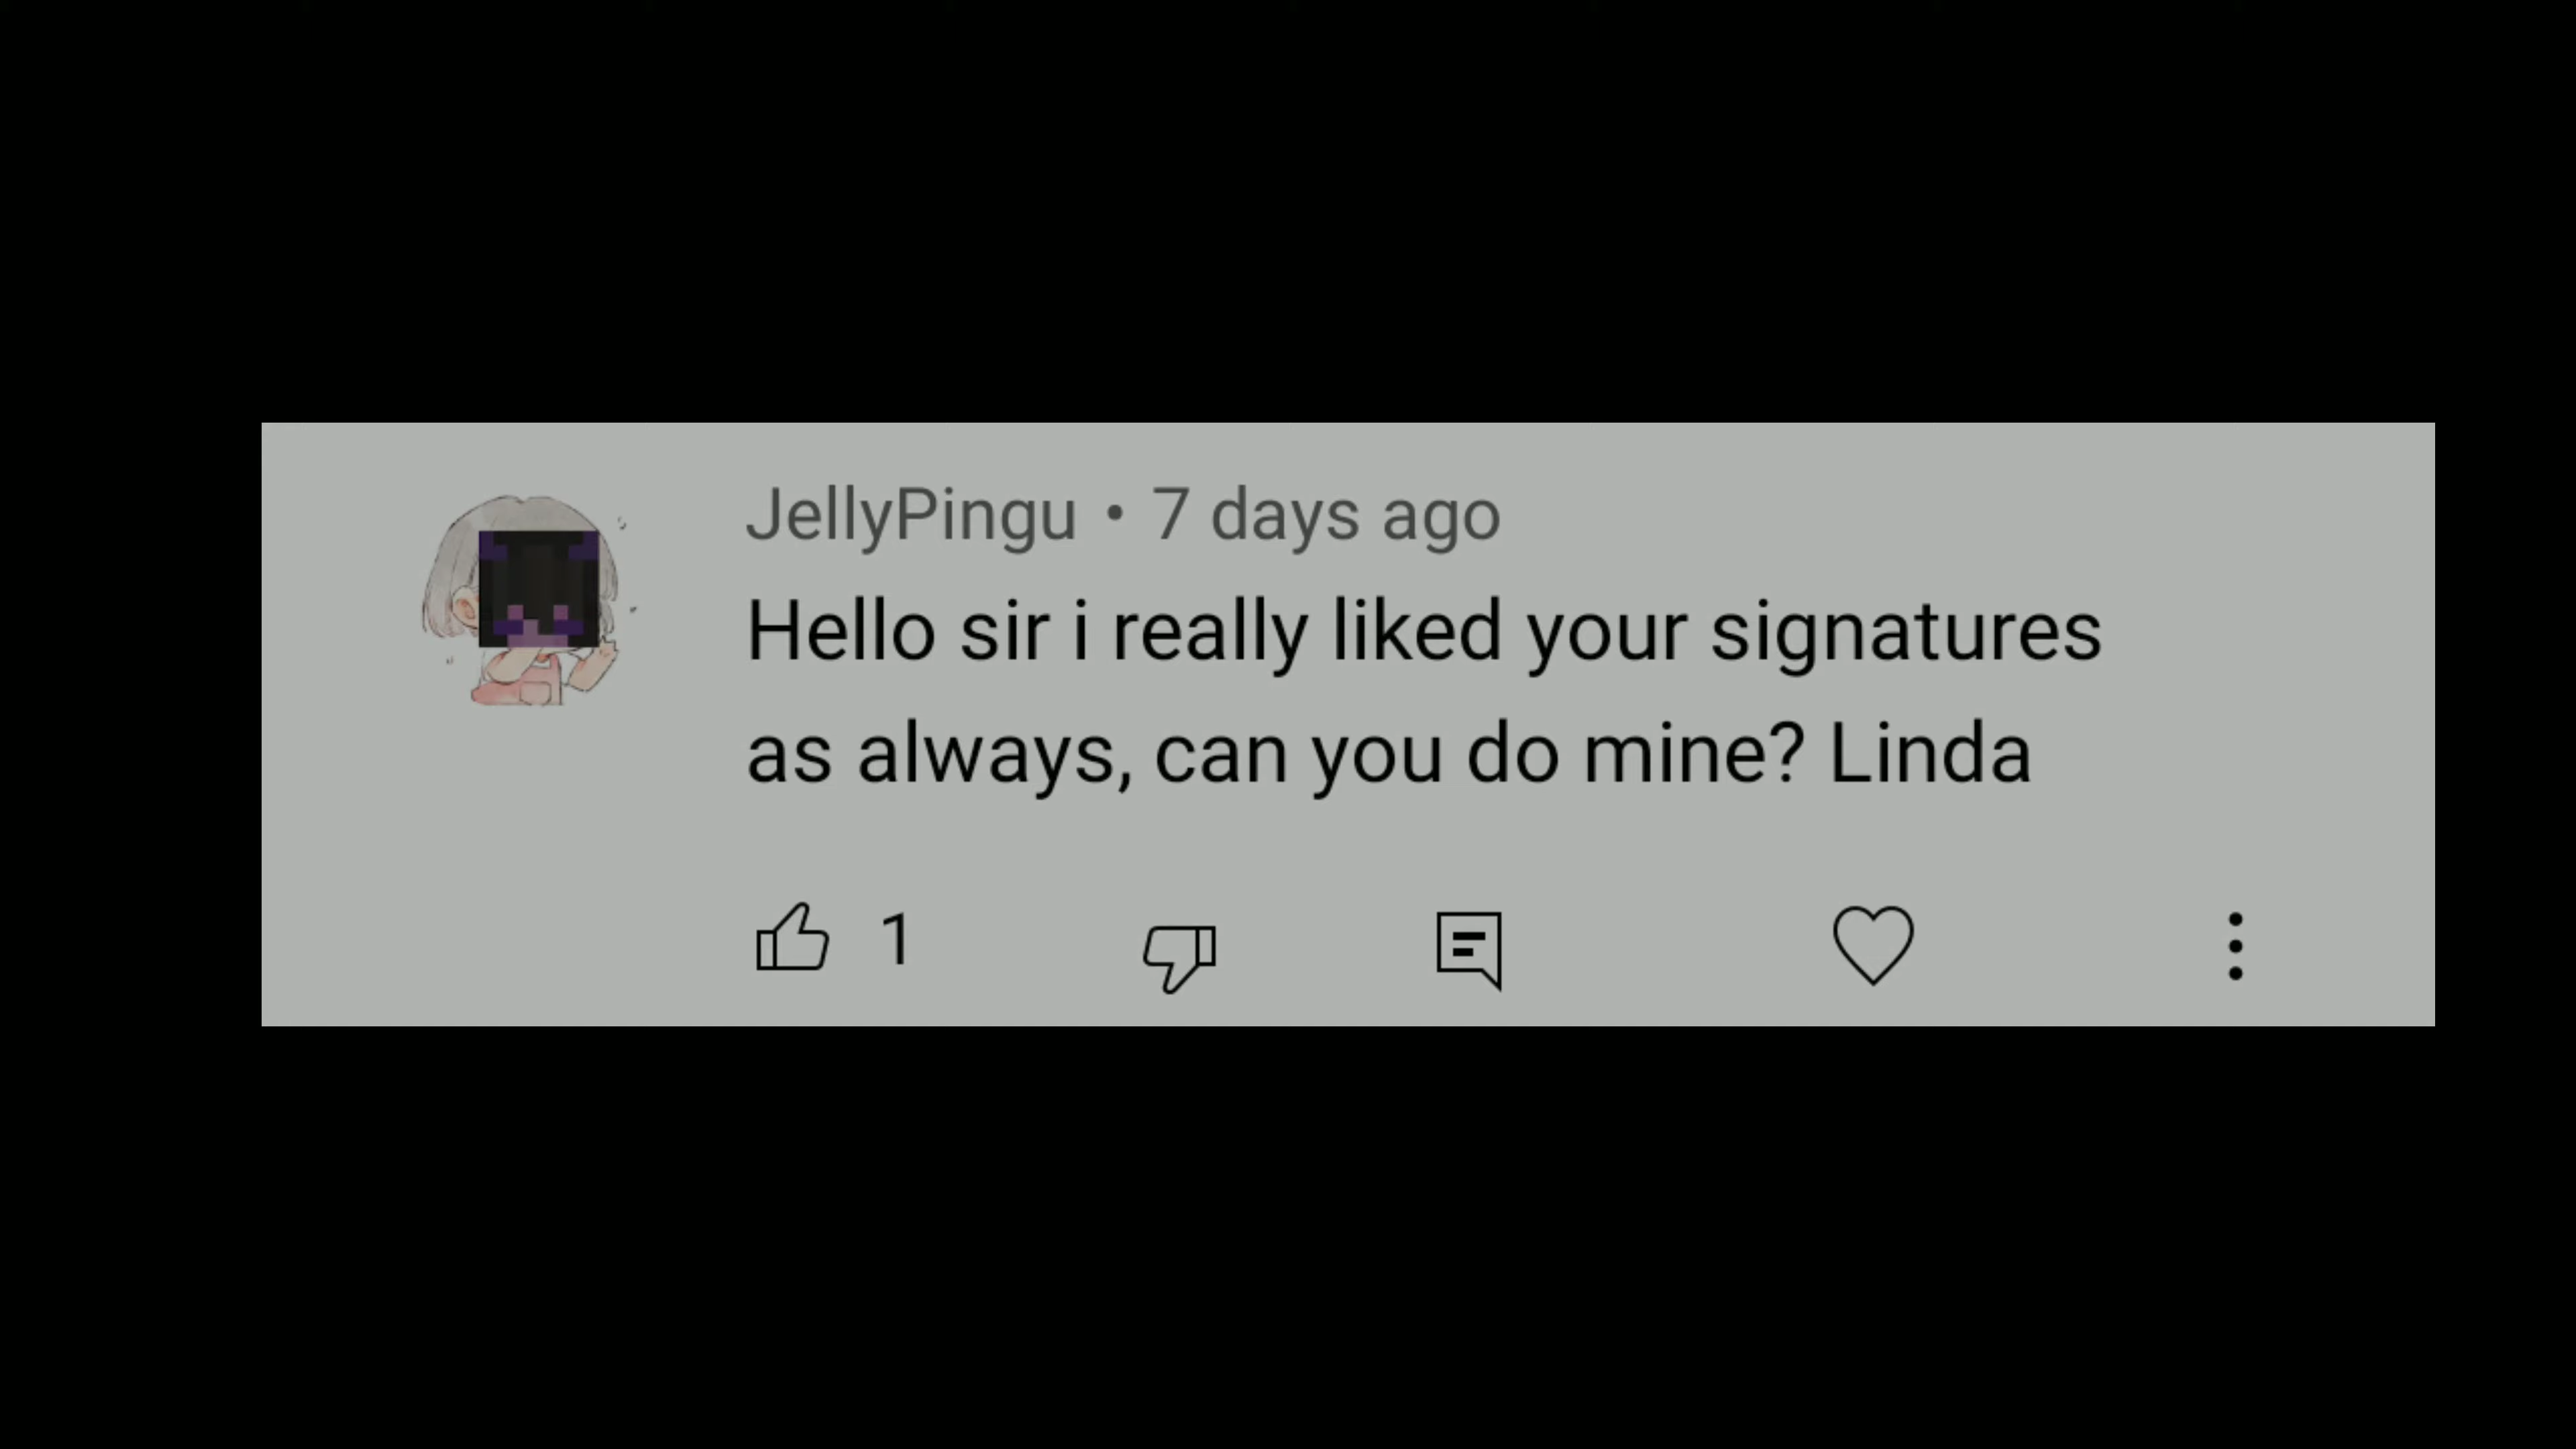 JellyPingu • 7 days ago
Hello sir i really liked your signatures
as always, can you do mine? Linda
1